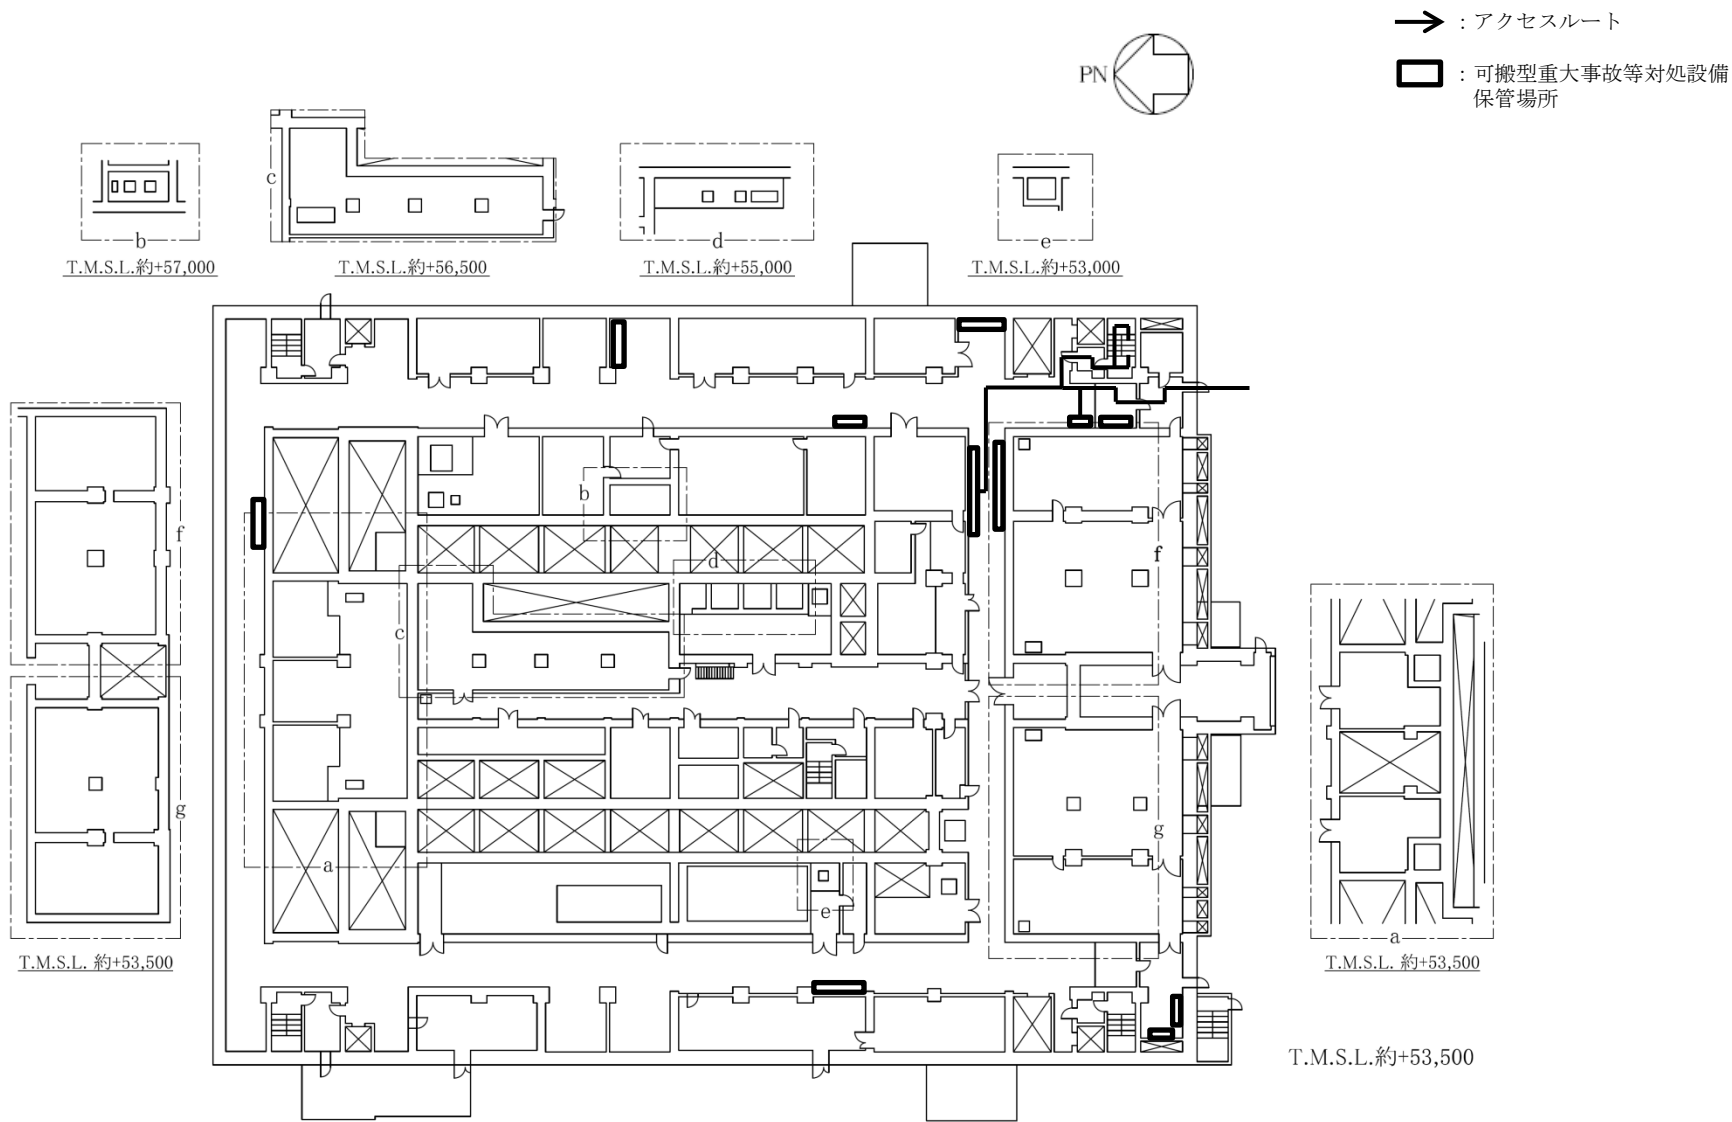 : アクセスルート
: 可搬型重大事故等対処設備
保管場所
PN
b
T.M.S.L.約+57,000
c
T.M.S.L.約+56,500
d
T.M.S.L.約+55,000
e
T.M.S.L.約+53,000
f
g
T.M.S.L. 約+53,500
b
d
c
f
a
e
g
a
T.M.S.L. 約+53,500
T.M.S.L.約+53,500